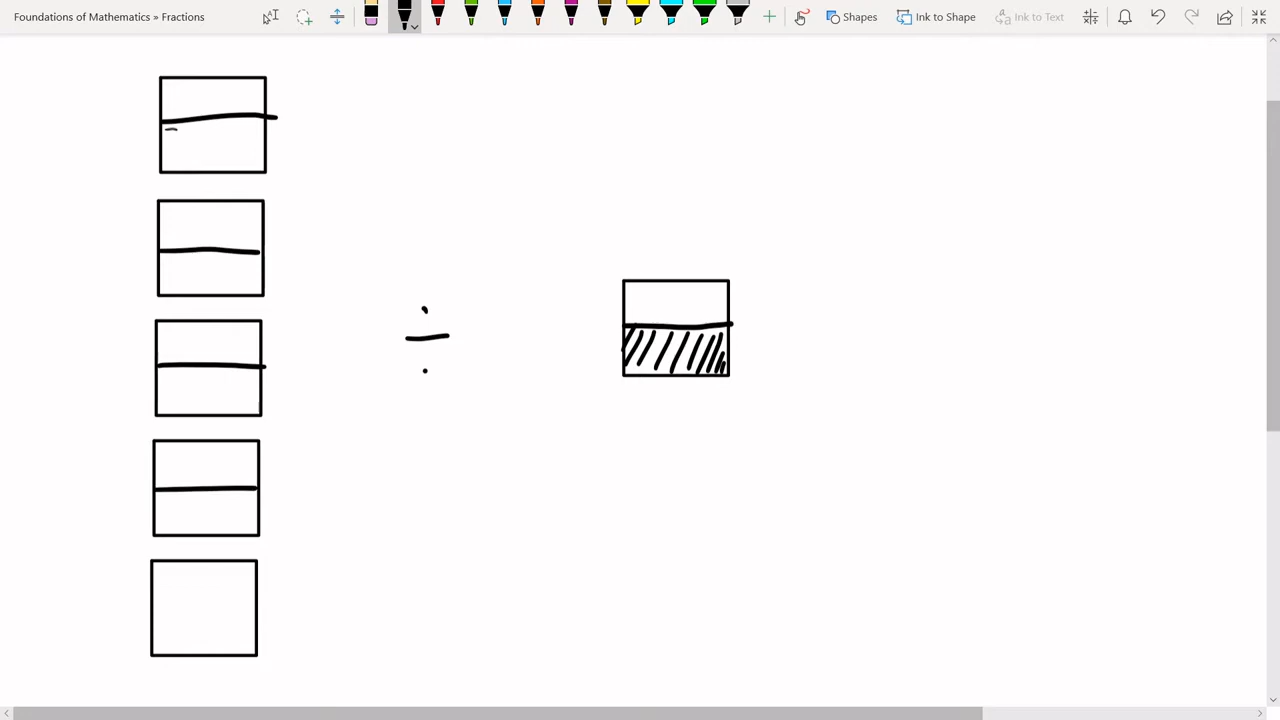 Foundations of Mathematics » Fractions
Shapes
Ink to Shape
Ink to Text
÷